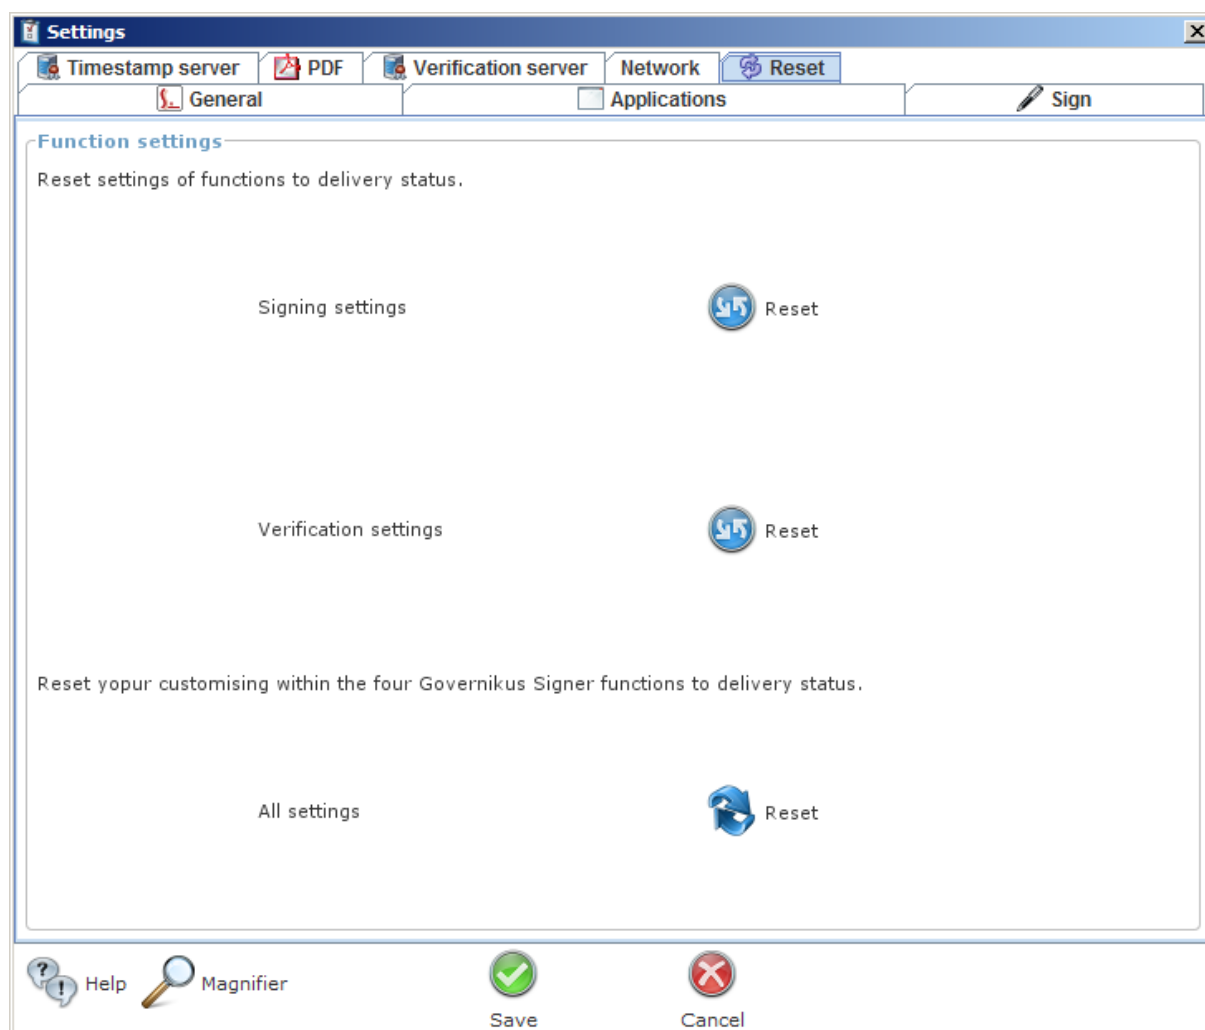 Settings
Timestamp server PDF Verification server Network Reset
General Applications Sign
Function settings
Reset settings of functions to delivery status.
Signing settings Reset
Verification settings Reset
Reset yopur customising within the four Governikus Signer functions to delivery status.
All settings Reset
Help Magnifier Save Cancel